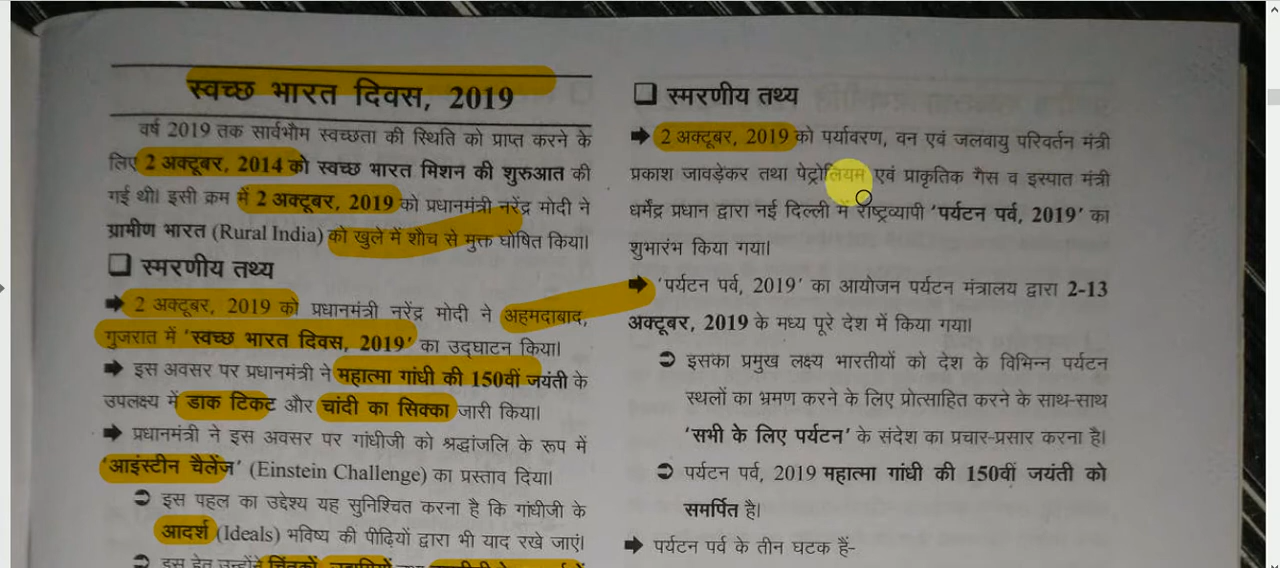 स्वच्छ भारत दिवस, 2019
वर्ष 2019 तक सार्वभौम स्वच्छता की स्थिति को प्राप्त करने के
लिए 2 अक्टूबर, 2014 को स्वच्छ भारत मिशन की शुरुआत की
गई थी। इसी क्रम में 2 अक्टूबर, 2019 को प्रधानमंत्री नरेंद्र मोदी ने
ग्रामीण भारत (Rural India) को खुले में शौच से मुक्त घोषित किया।
❑ स्मरणीय तथ्य
➡ 2 अक्टूबर, 2019 को प्रधानमंत्री नरेंद्र मोदी ने अहमदाबाद,
गुजरात में 'स्वच्छ भारत दिवस, 2019' का उद्घाटन किया।
➡ इस अवसर पर प्रधानमंत्री ने महात्मा गांधी की 150वीं जयंती के
उपलक्ष्य में डाक टिकट और चांदी का सिक्का जारी किया।
➡ प्रधानमंत्री ने इस अवसर पर गांधीजी को श्रद्धांजलि के रूप में
'आइंस्टीन चैलेंज' (Einstein Challenge) का प्रस्ताव दिया।
➲ इस पहल का उद्देश्य यह सुनिश्चित करना है कि गांधीजी के
आदर्श (Ideals) भविष्य की पीढ़ियों द्वारा भी याद रखे जाएं।
➲ इस हेतु उन्होंने
❑ स्मरणीय तथ्य
➡ 2 अक्टूबर, 2019 को पर्यावरण, वन एवं जलवायु परिवर्तन मंत्री
प्रकाश जावड़ेकर तथा पेट्रोलियम एवं प्राकृतिक गैस व इस्पात मंत्री
धर्मेंद्र प्रधान द्वारा नई दिल्ली में राष्ट्रव्यापी 'पर्यटन पर्व, 2019' का
शुभारंभ किया गया।
➡ 'पर्यटन पर्व, 2019' का आयोजन पर्यटन मंत्रालय द्वारा 2-13
अक्टूबर, 2019 के मध्य पूरे देश में किया गया।
➲ इसका प्रमुख लक्ष्य भारतीयों को देश के विभिन्न पर्यटन
स्थलों का भ्रमण करने के लिए प्रोत्साहित करने के साथ-साथ
'सभी के लिए पर्यटन' के संदेश का प्रचार-प्रसार करना है।
➲ पर्यटन पर्व, 2019 महात्मा गांधी की 150वीं जयंती को
समर्पित है।
➡ पर्यटन पर्व के तीन घटक हैं-